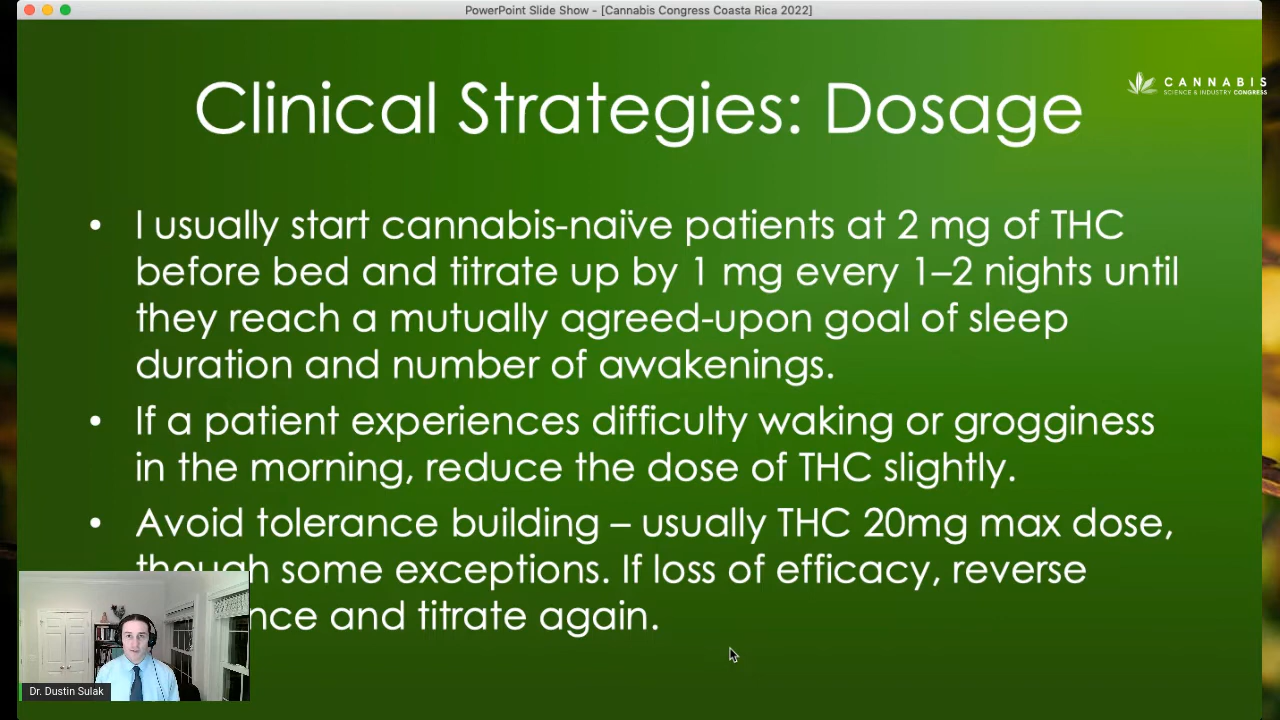 PowerPoint Slide Show - [Cannabis Congress Coasta Rica 2022]
CANNABIS
SCIENCE & INDUSTRY CONGRESS
Clinical Strategies: Dosage
• I usually start cannabis-naïve patients at 2 mg of THC
before bed and titrate up by 1 mg every 1–2 nights until
they reach a mutually agreed-upon goal of sleep
duration and number of awakenings.
• If a patient experiences difficulty waking or grogginess
in the morning, reduce the dose of THC slightly.
• Avoid tolerance building – usually THC 20mg max dose,
though some exceptions. If loss of efficacy, reverse
and titrate again.
Dr. Dustin Sulak